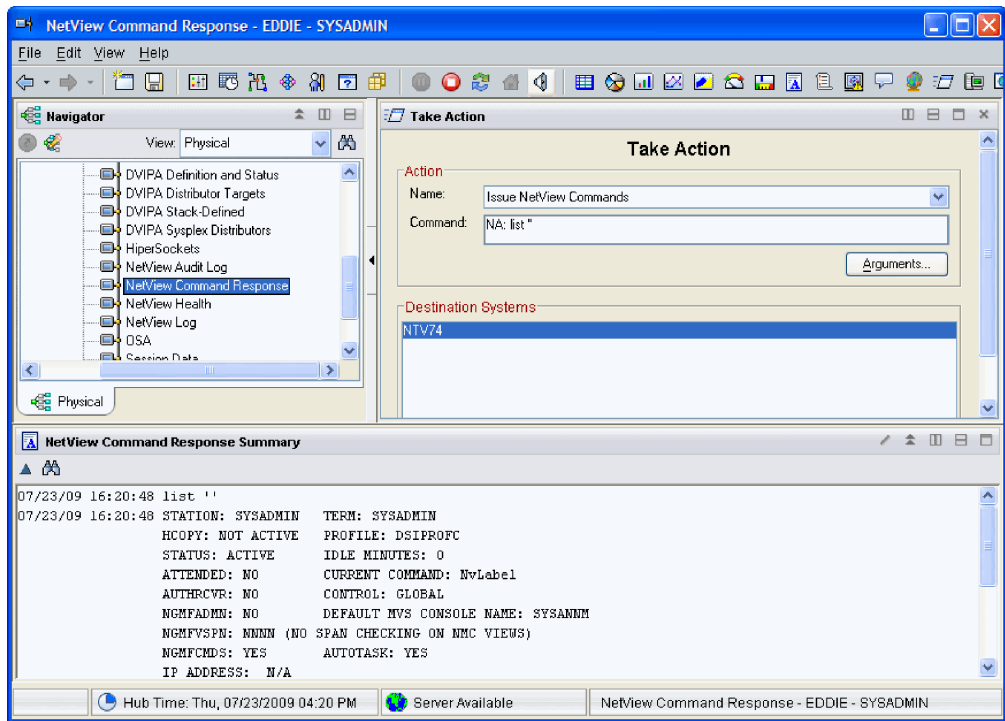 NetView Command Response - EDDIE - SYSADMIN
File Edit View Help
Navigator
View: Physical
DVIPA Definition and Status
DVIPA Distributor Targets
DVIPA Stack-Defined
DVIPA Sysplex Distributors
HiperSockets
NetView Audit Log
NetView Command Response
NetView Health
NetView Log
OSA
Session Data
Physical
Take Action
Take Action
Action
Name: Issue NetView Commands
Command: NA: list "
Arguments...
Destination Systems
NTV74
NetView Command Response Summary
07/23/09 16:20:48 list ''
07/23/09 16:20:48 STATION: SYSADMIN TERM: SYSADMIN
HCOPY: NOT ACTIVE PROFILE: DSIPROFC
STATUS: ACTIVE IDLE MINUTES: 0
ATTENDED: NO CURRENT COMMAND: NvLabel
AUTHRCVR: NO CONTROL: GLOBAL
NGMFADMN: NO DEFAULT MVS CONSOLE NAME: SYSANNM
NGMFVSPN: NNNN (NO SPAN CHECKING ON NMC VIEWS)
NGMFCMDS: YES AUTOTASK: YES
IP ADDRESS: N/A
Hub Time: Thu, 07/23/2009 04:20 PM
Server Available
NetView Command Response - EDDIE - SYSADMIN